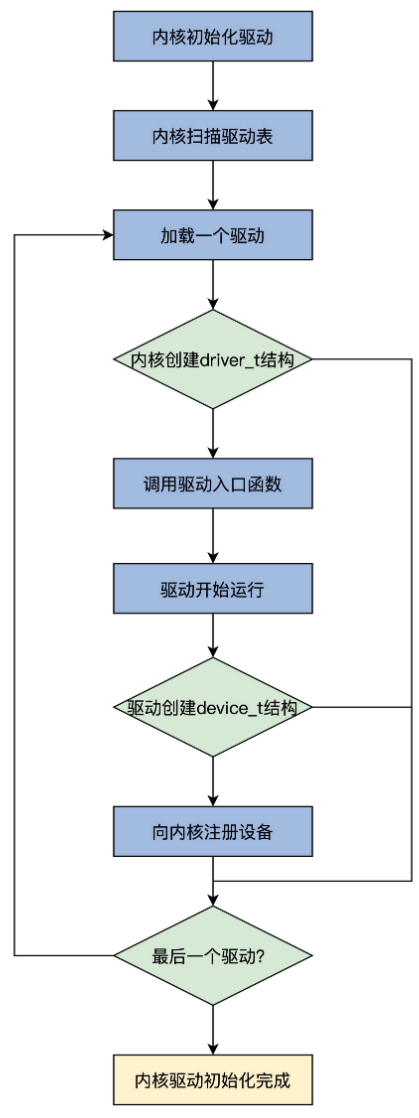 内核初始化驱动
内核扫描驱动表
加载一个驱动
内核创建driver_t结构
调用驱动入口函数
驱动开始运行
驱动创建device_t结构
向内核注册设备
最后一个驱动?
内核驱动初始化完成